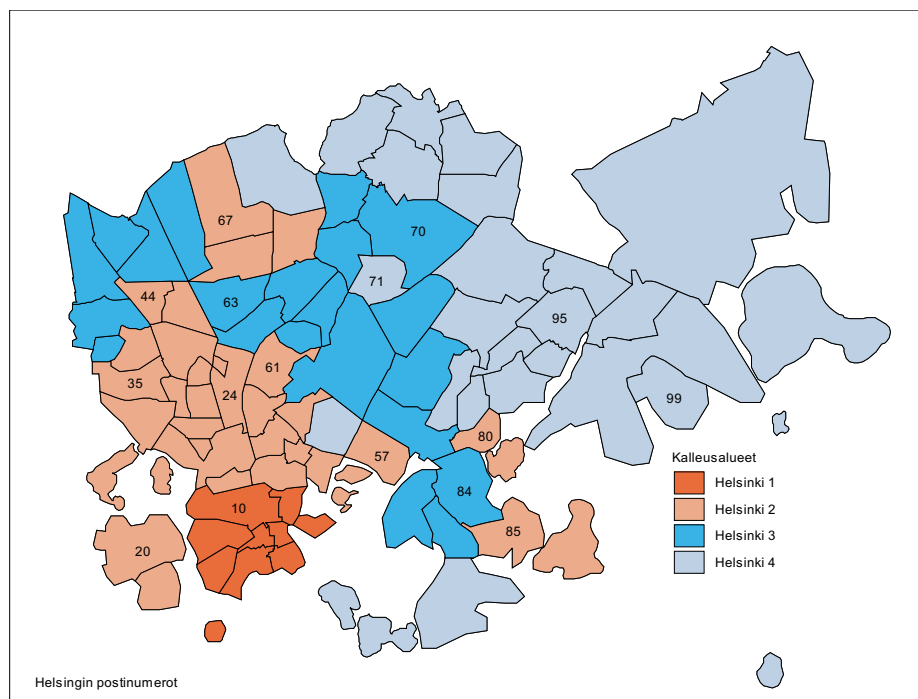 67
70
71
44
63
95
61
35
24
99
80
57
Kalleusalueet
84
Helsinki 1
10
Helsinki 2
85
Helsinki 3
20
Helsinki 4
Helsingin postinumerot